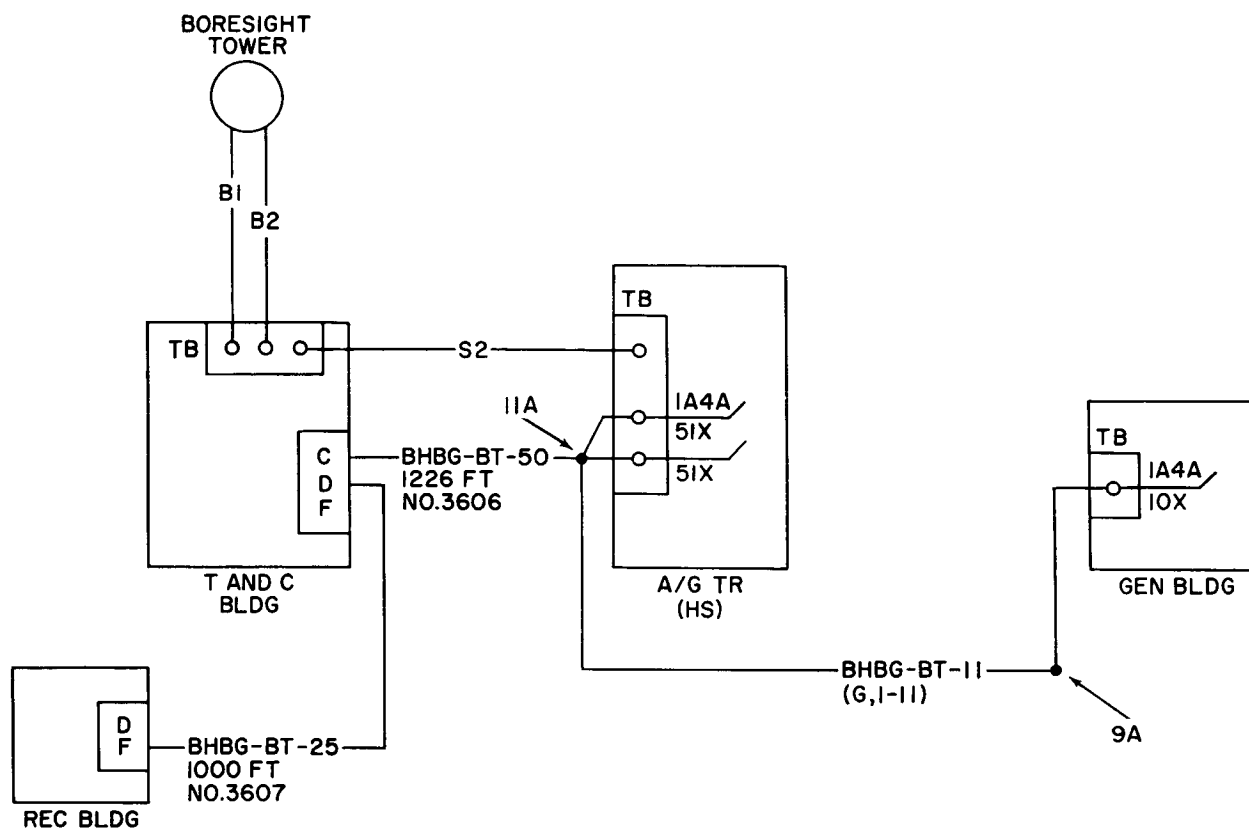 BORESIGHT
TOWER
B1
B2
TB
S2
TB
11A
1A4A
51X
51X
C
D
F
BHBG-BT-50
1226 FT
NO.3606
TB
1A4A
10X
T AND C
BLDG
A/G TR
(HS)
GEN BLDG
BHBG-BT-11
(G,1-11)
9A
D
F
BHBG-BT-25
1000 FT
NO.3607
REC BLDG